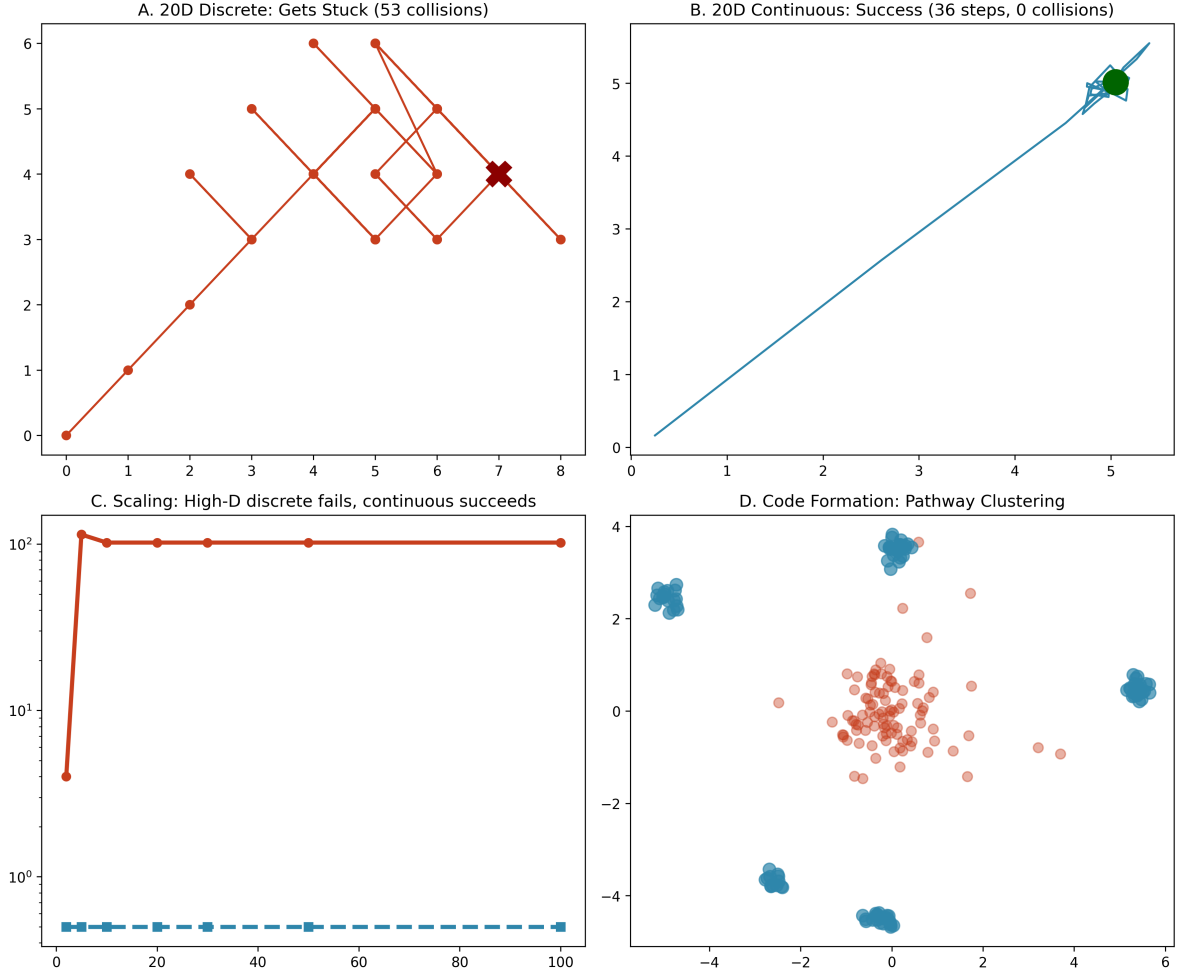 A. 20D Discrete: Gets Stuck (53 collisions)
6
5
4
3
2
1
0
0 1 2 3 4 5 6 7 8
B. 20D Continuous: Success (36 steps, 0 collisions)
5
4
3
2
1
0
0 1 2 3 4 5
C. Scaling: High-D discrete fails, continuous succeeds
10²
10¹
10⁰
0 20 40 60 80 100
D. Code Formation: Pathway Clustering
4
2
0
−2
−4
−4 −2 0 2 4 6